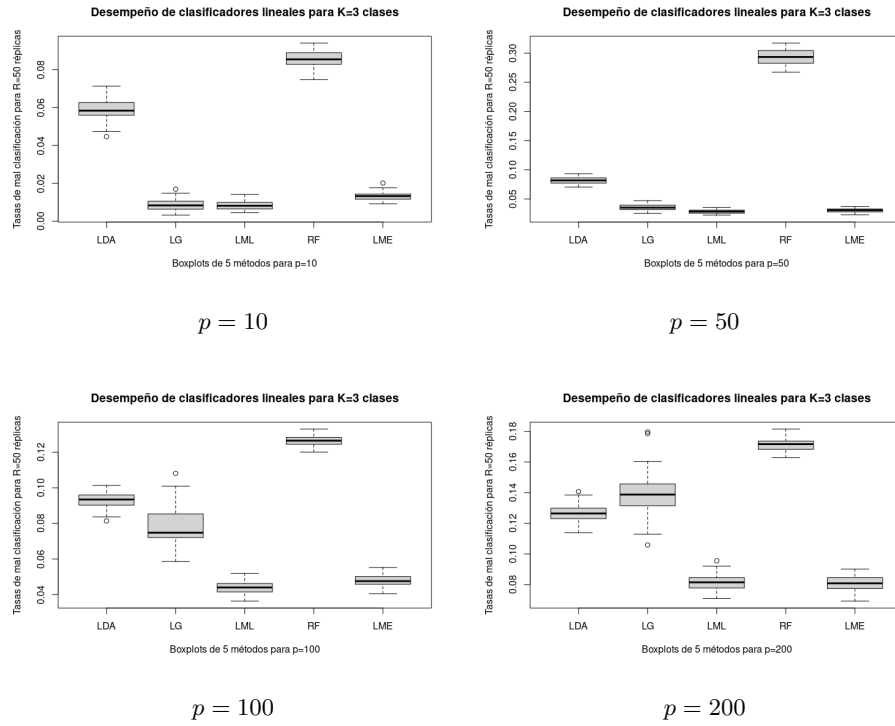 Desempeño de clasificadores lineales para K=3 clases
Tasas de mal clasificación para R=50 réplicas
0.00 0.02 0.04 0.06 0.08
LDA LG LML RF LME
Boxplots de 5 métodos para p=10
p = 10
Desempeño de clasificadores lineales para K=3 clases
Tasas de mal clasificación para R=50 réplicas
0.05 0.10 0.15 0.20 0.25 0.30
LDA LG LML RF LME
Boxplots de 5 métodos para p=50
p = 50
Desempeño de clasificadores lineales para K=3 clases
Tasas de mal clasificación para R=50 réplicas
0.04 0.06 0.08 0.10 0.12
LDA LG LML RF LME
Boxplots de 5 métodos para p=100
p = 100
Desempeño de clasificadores lineales para K=3 clases
Tasas de mal clasificación para R=50 réplicas
0.08 0.10 0.12 0.14 0.16 0.18
LDA LG LML RF LME
Boxplots de 5 métodos para p=200
p = 200